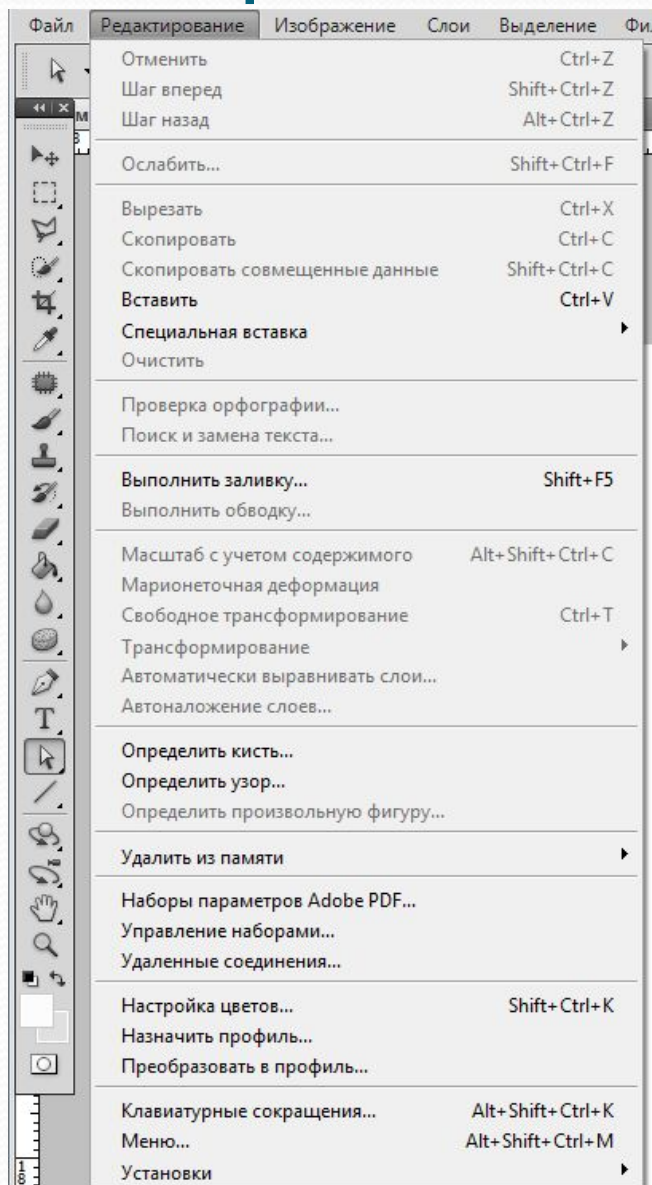 Файл Редактирование Изображение Слои Выделение
Отменить Ctrl+Z
Шаг вперед Shift+Ctrl+Z
Шаг назад Alt+Ctrl+Z
Ослабить... Shift+Ctrl+F
Вырезать Ctrl+X
Скопировать Ctrl+C
Скопировать совмещенные данные Shift+Ctrl+C
Вставить Ctrl+V
Специальная вставка
Очистить
Проверка орфографии...
Поиск и замена текста...
Выполнить заливку... Shift+F5
Выполнить обводку...
Масштаб с учетом содержимого Alt+Shift+Ctrl+C
Марионеточная деформация
Свободное трансформирование Ctrl+T
Трансформирование
Автоматически выравнивать слои...
Автоналожение слоев...
Определить кисть...
Определить узор...
Определить произвольную фигуру...
Удалить из памяти
Наборы параметров Adobe PDF...
Управление наборами...
Удаленные соединения...
Настройка цветов... Shift+Ctrl+K
Назначить профиль...
Преобразовать в профиль...
Клавиатурные сокращения... Alt+Shift+Ctrl+K
Меню... Alt+Shift+Ctrl+M
Установки